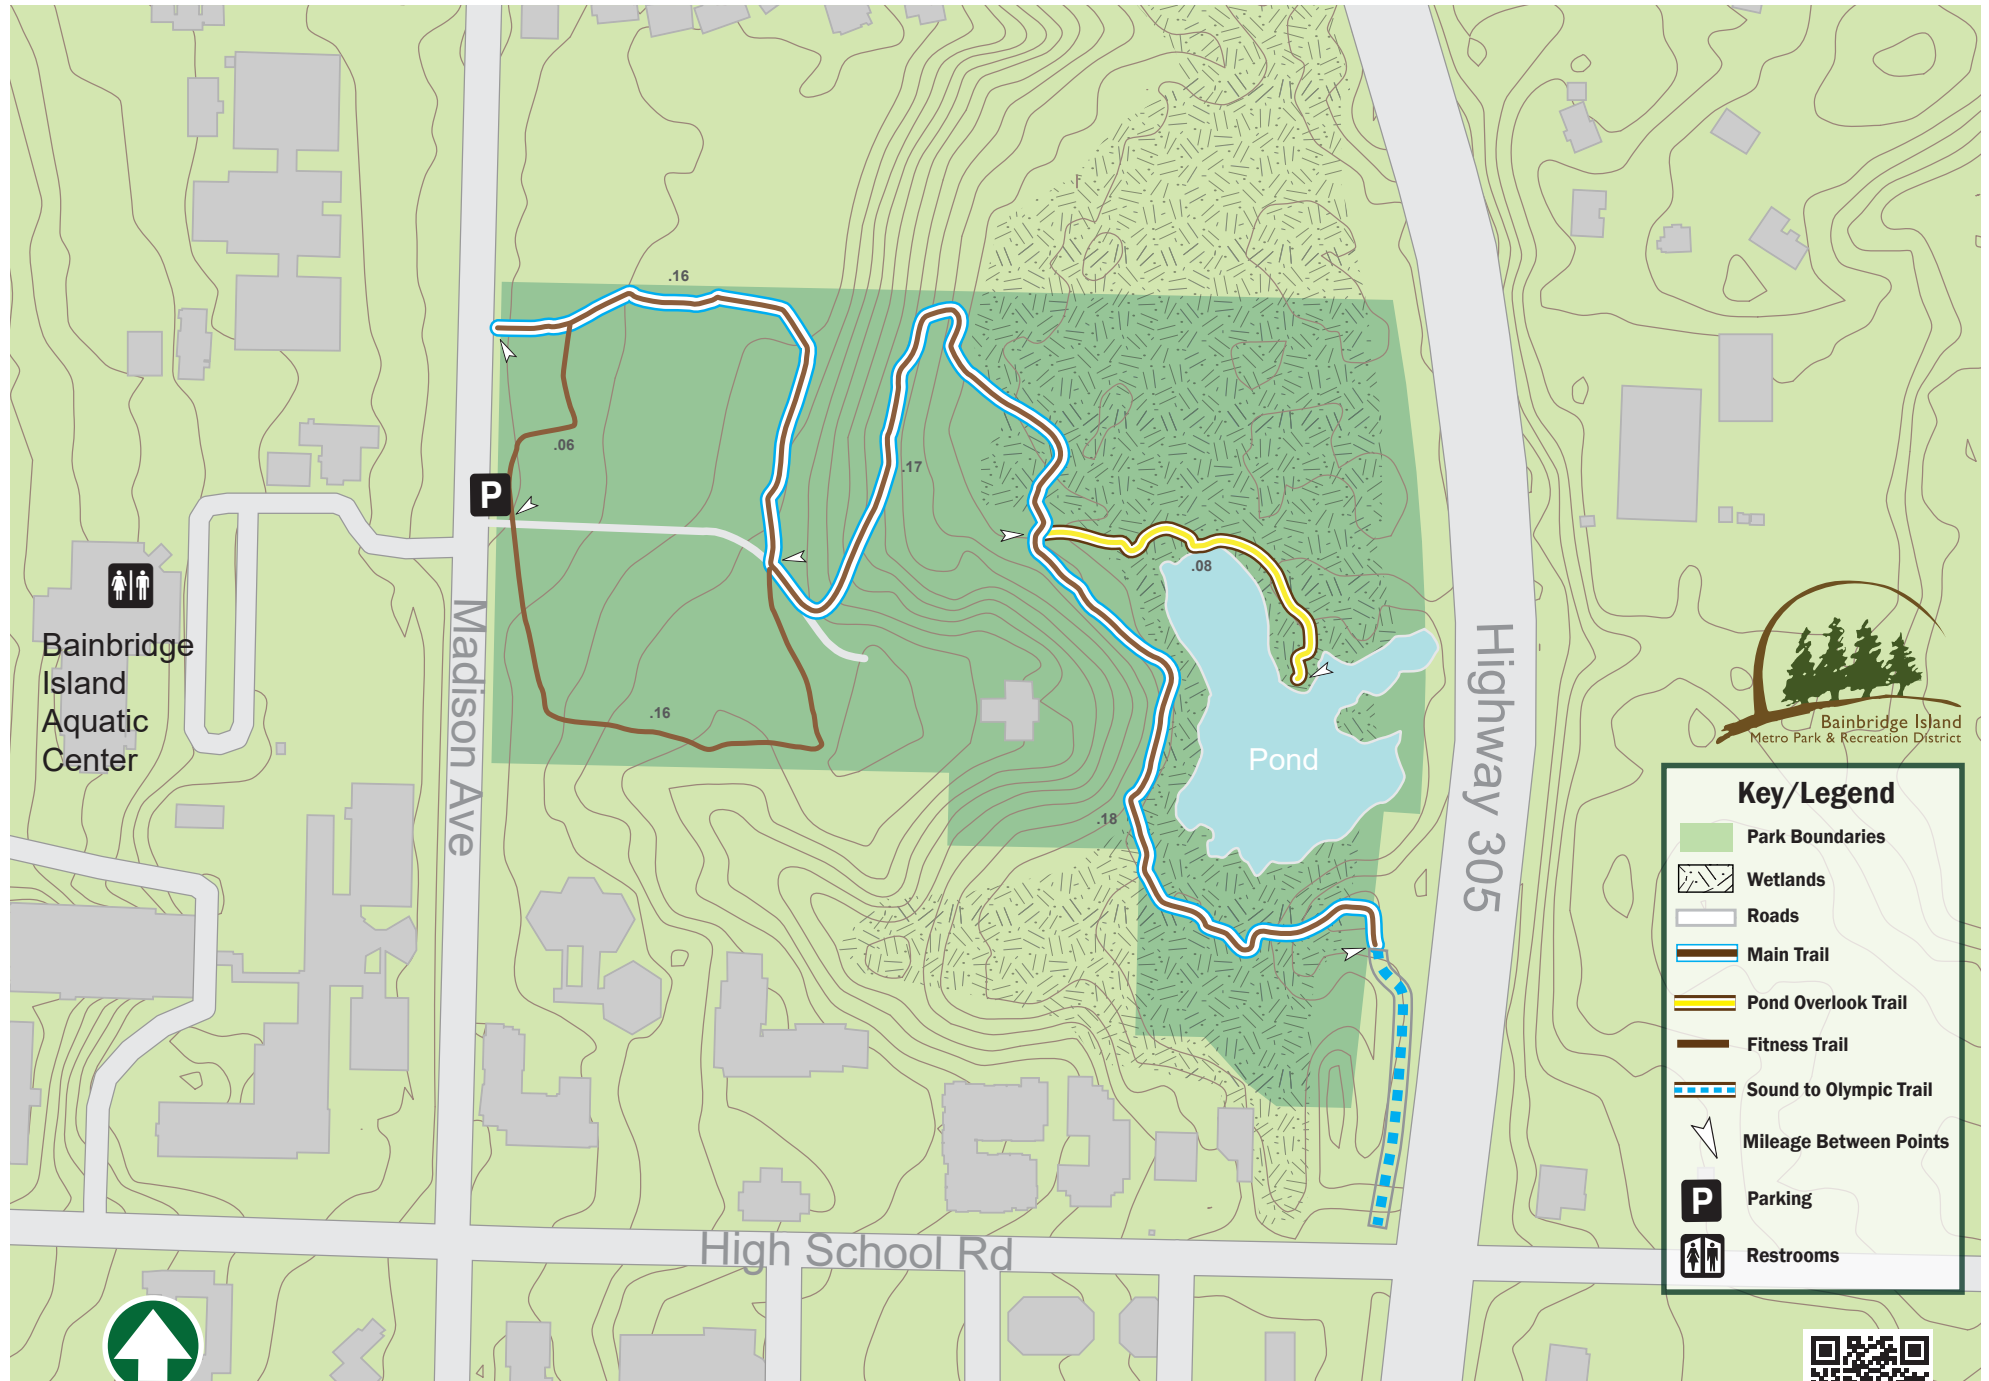 .16
.06
.17
P
.08
Bainbridge
Island
Aquatic
Center
Madison Ave
.16
.18
Pond
Highway 305
High School Rd
Bainbridge Island
Metro Park & Recreation District
Key/Legend
Park Boundaries
Wetlands
Roads
Main Trail
Pond Overlook Trail
Fitness Trail
Sound to Olympic Trail
Mileage Between Points
P Parking
Restrooms